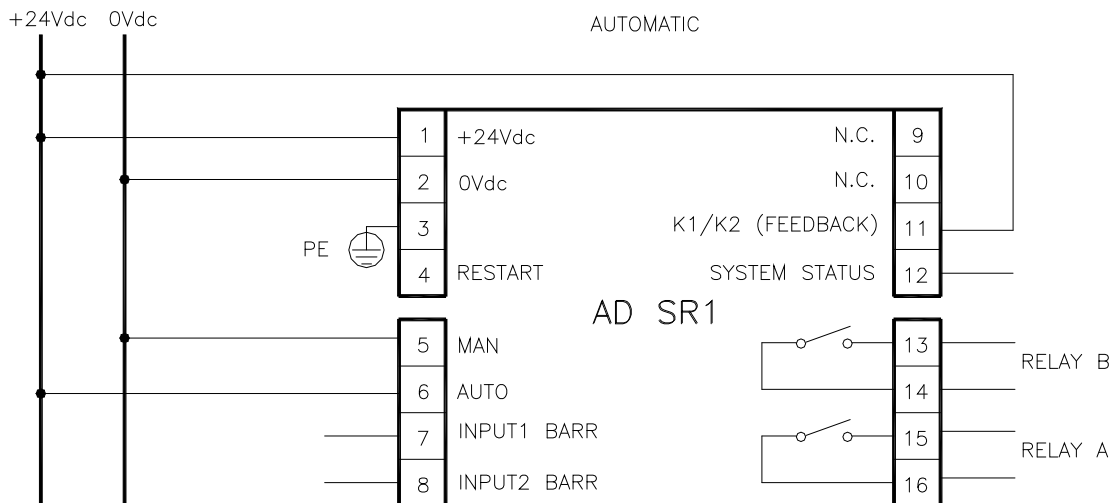 +24Vdc 0Vdc
AUTOMATIC
1 +24Vdc N.C. 9
2 0Vdc N.C. 10
PE 3 K1/K2 (FEEDBACK) 11
4 RESTART SYSTEM STATUS 12
AD SR1
5 MAN 13
RELAY B
6 AUTO 14
7 INPUT1 BARR 15
RELAY A
8 INPUT2 BARR 16